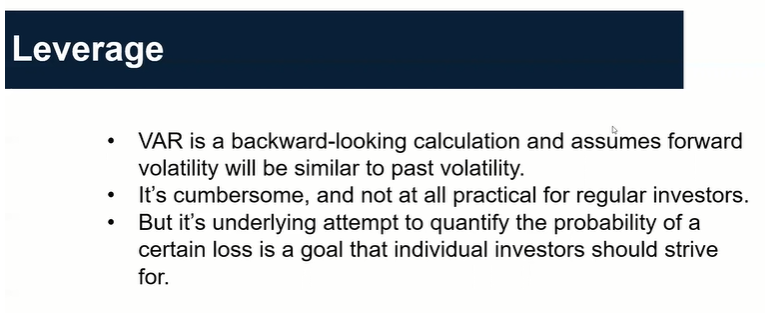 Leverage
• VAR is a backward-looking calculation and assumes forward
volatility will be similar to past volatility.
• It's cumbersome, and not at all practical for regular investors.
• But it's underlying attempt to quantify the probability of a
certain loss is a goal that individual investors should strive
for.